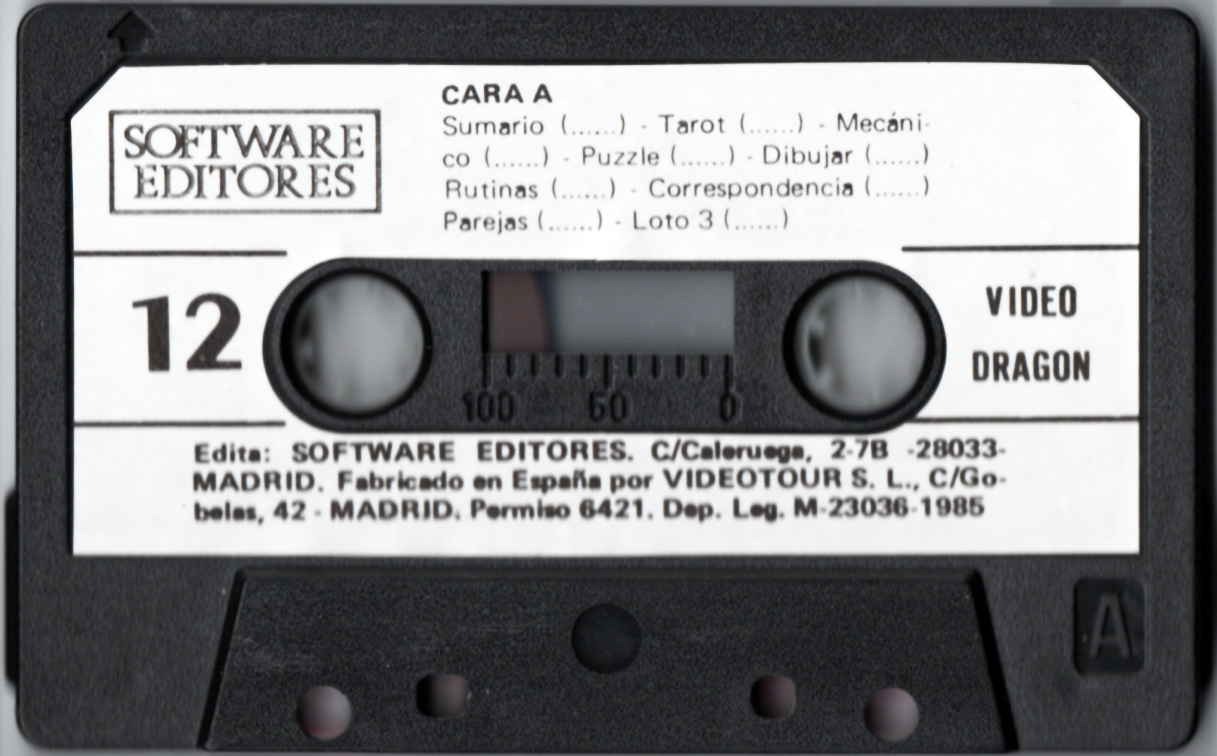 CARA A
Sumario (......) - Tarot (......) - Mecáni-
co (......) - Puzzle (......) - Dibujar (......)
Rutinas (......) - Correspondencia (......)
Parejas (......) - Loto 3 (......)
SOFTWARE
EDITORES
12
VIDEO
DRAGON
100 50 0
Edita: SOFTWARE EDITORES. C/Caleruega, 2-7B -28033-
MADRID. Fabricado en España por VIDEOTOUR S. L., C/Go-
belas, 42 - MADRID. Permiso 6421. Dep. Leg. M-23036-1985
A